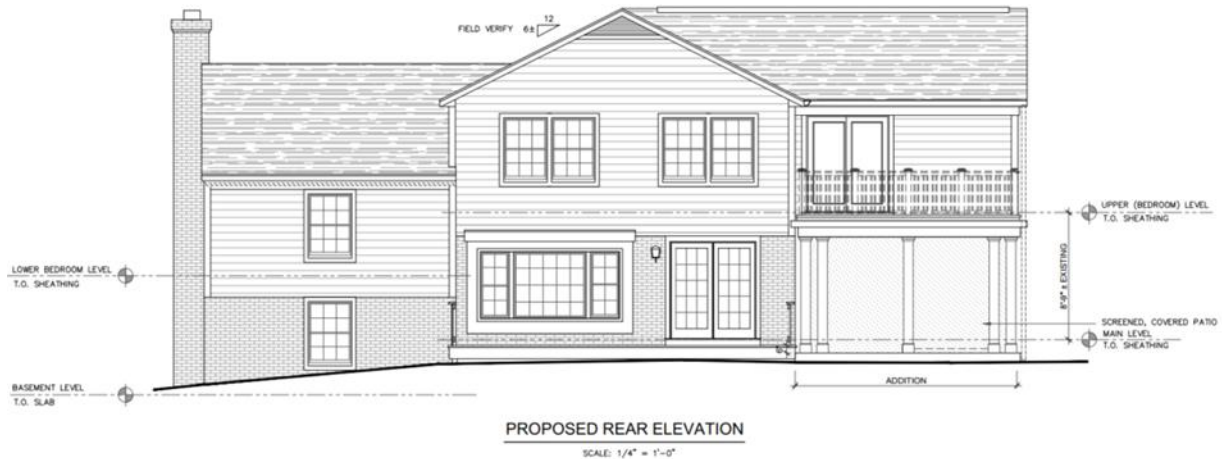 12
FIELD VERIFY 6±
UPPER (BEDROOM) LEVEL
T.O. SHEATHING
LOWER BEDROOM LEVEL
T.O. SHEATHING
8'-9" ± EXISTING
SCREENED, COVERED PATIO
MAIN LEVEL
T.O. SHEATHING
ADDITION
BASEMENT LEVEL
T.O. SLAB
PROPOSED REAR ELEVATION
SCALE: 1/4" = 1'-0"